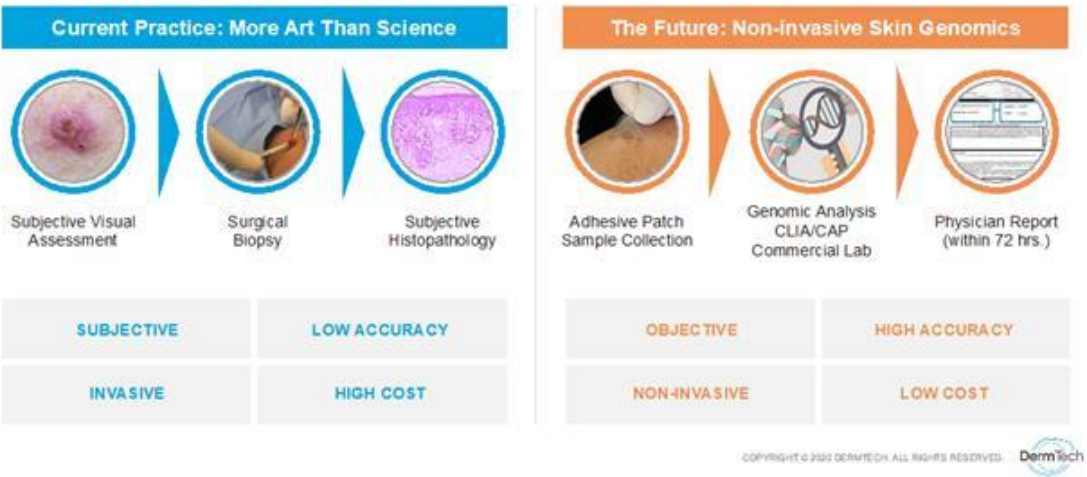 Current Practice: More Art Than Science
Subjective Visual
Assessment
Surgical
Biopsy
Subjective
Histopathology
SUBJECTIVE
LOW ACCURACY
INVASIVE
HIGH COST
The Future: Non-invasive Skin Genomics
Adhesive Patch
Sample Collection
Genomic Analysis
CLIA/CAP
Commercial Lab
Physician Report
(within 72 hrs.)
OBJECTIVE
HIGH ACCURACY
NON-INVASIVE
LOW COST
COPYRIGHT © 2020 DERMTECH. ALL RIGHTS RESERVED.
DermTech